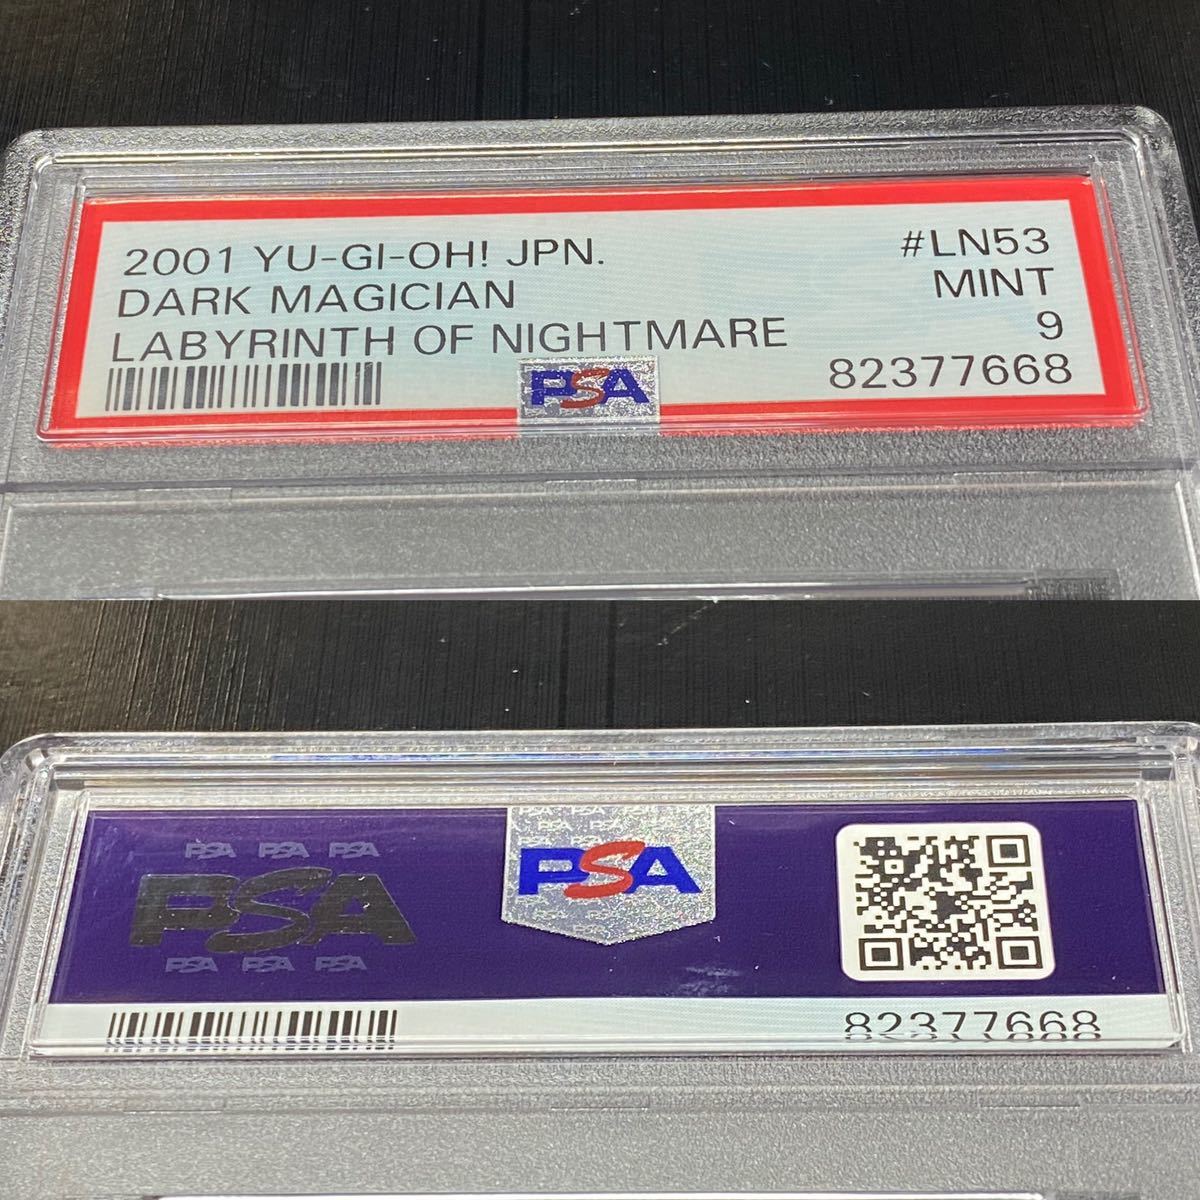 2001 YU-GI-OH! JPN.
#LN53
DARK MAGICIAN
MINT
LABYRINTH OF NIGHTMARE
9
PSA
82377668
PSA PSA PSA
PSA
PSA PSA PSA
PSA
82377668